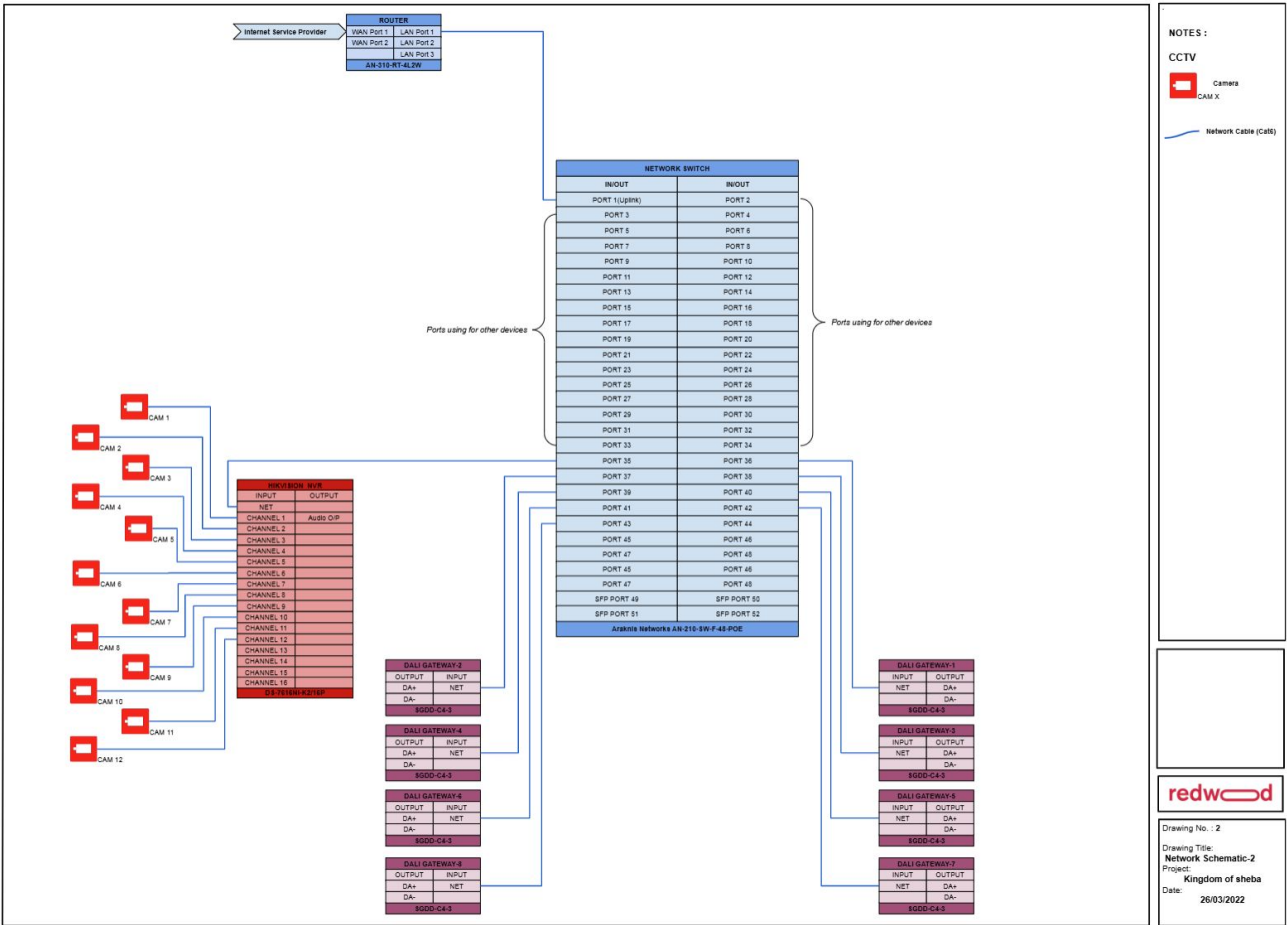 Internet Service Provider
ROUTER
WAN Port 1 LAN Port 1
WAN Port 2 LAN Port 2
LAN Port 3
AN-310-RT-4L2W
NETWORK SWITCH
IN/OUT IN/OUT
PORT 1(Uplink) PORT 2
PORT 3 PORT 4
PORT 5 PORT 6
PORT 7 PORT 8
PORT 9 PORT 10
PORT 11 PORT 12
PORT 13 PORT 14
PORT 15 PORT 16
PORT 17 PORT 18
PORT 19 PORT 20
PORT 21 PORT 22
PORT 23 PORT 24
PORT 25 PORT 26
PORT 27 PORT 28
PORT 29 PORT 30
PORT 31 PORT 32
PORT 33 PORT 34
PORT 35 PORT 36
PORT 37 PORT 38
PORT 39 PORT 40
PORT 41 PORT 42
PORT 43 PORT 44
PORT 45 PORT 46
PORT 47 PORT 48
PORT 45 PORT 46
PORT 47 PORT 48
SFP PORT 49 SFP PORT 50
SFP PORT 51 SFP PORT 52
Araknis Networks AN-210-SW-F-48-POE
Ports using for other devices
Ports using for other devices
CAM 1
CAM 2
CAM 3
CAM 4
CAM 5
CAM 6
CAM 7
CAM 8
CAM 9
CAM 10
CAM 11
CAM 12
HIKVISION NVR
INPUT OUTPUT
NET
CHANNEL 1 Audio O/P
CHANNEL 2
CHANNEL 3
CHANNEL 4
CHANNEL 5
CHANNEL 6
CHANNEL 7
CHANNEL 8
CHANNEL 9
CHANNEL 10
CHANNEL 11
CHANNEL 12
CHANNEL 13
CHANNEL 14
CHANNEL 15
CHANNEL 16
DS-7616NI-K2/16P
DALI GATEWAY-2
OUTPUT INPUT
DA+ NET
DA-
SGDD-C4-3
DALI GATEWAY-4
OUTPUT INPUT
DA+ NET
DA-
SGDD-C4-3
DALI GATEWAY-6
OUTPUT INPUT
DA+ NET
DA-
SGDD-C4-3
DALI GATEWAY-8
OUTPUT INPUT
DA+ NET
DA-
SGDD-C4-3
DALI GATEWAY-1
INPUT OUTPUT
NET DA+
DA-
SGDD-C4-3
DALI GATEWAY-3
INPUT OUTPUT
NET DA+
DA-
SGDD-C4-3
DALI GATEWAY-5
INPUT OUTPUT
NET DA+
DA-
SGDD-C4-3
DALI GATEWAY-7
INPUT OUTPUT
NET DA+
DA-
SGDD-C4-3
NOTES :
CCTV
Camera
CAM X
Network Cable (Cat6)
redwood
Drawing No. : 2
Drawing Title:
Network Schematic-2
Project:
Kingdom of sheba
Date:
26/03/2022